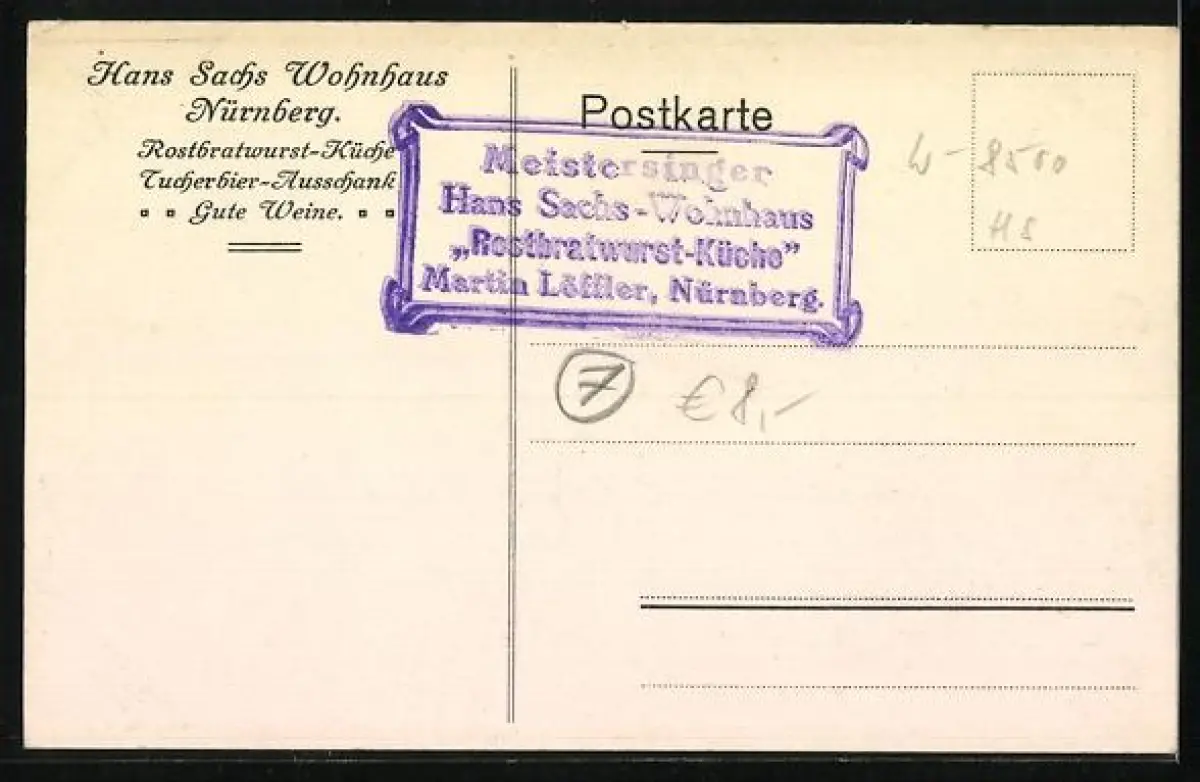 Hans Sachs Wohnhaus
Nürnberg.
Rostbratwurst-Küche
Tucherbier-Ausschank
Gute Weine.
Postkarte
Meistersinger
Hans Sachs-Wohnhaus
„Rostbratwurst-Küche”
Martin Löffler, Nürnberg.
W-8500
HS
7
€ 8,-